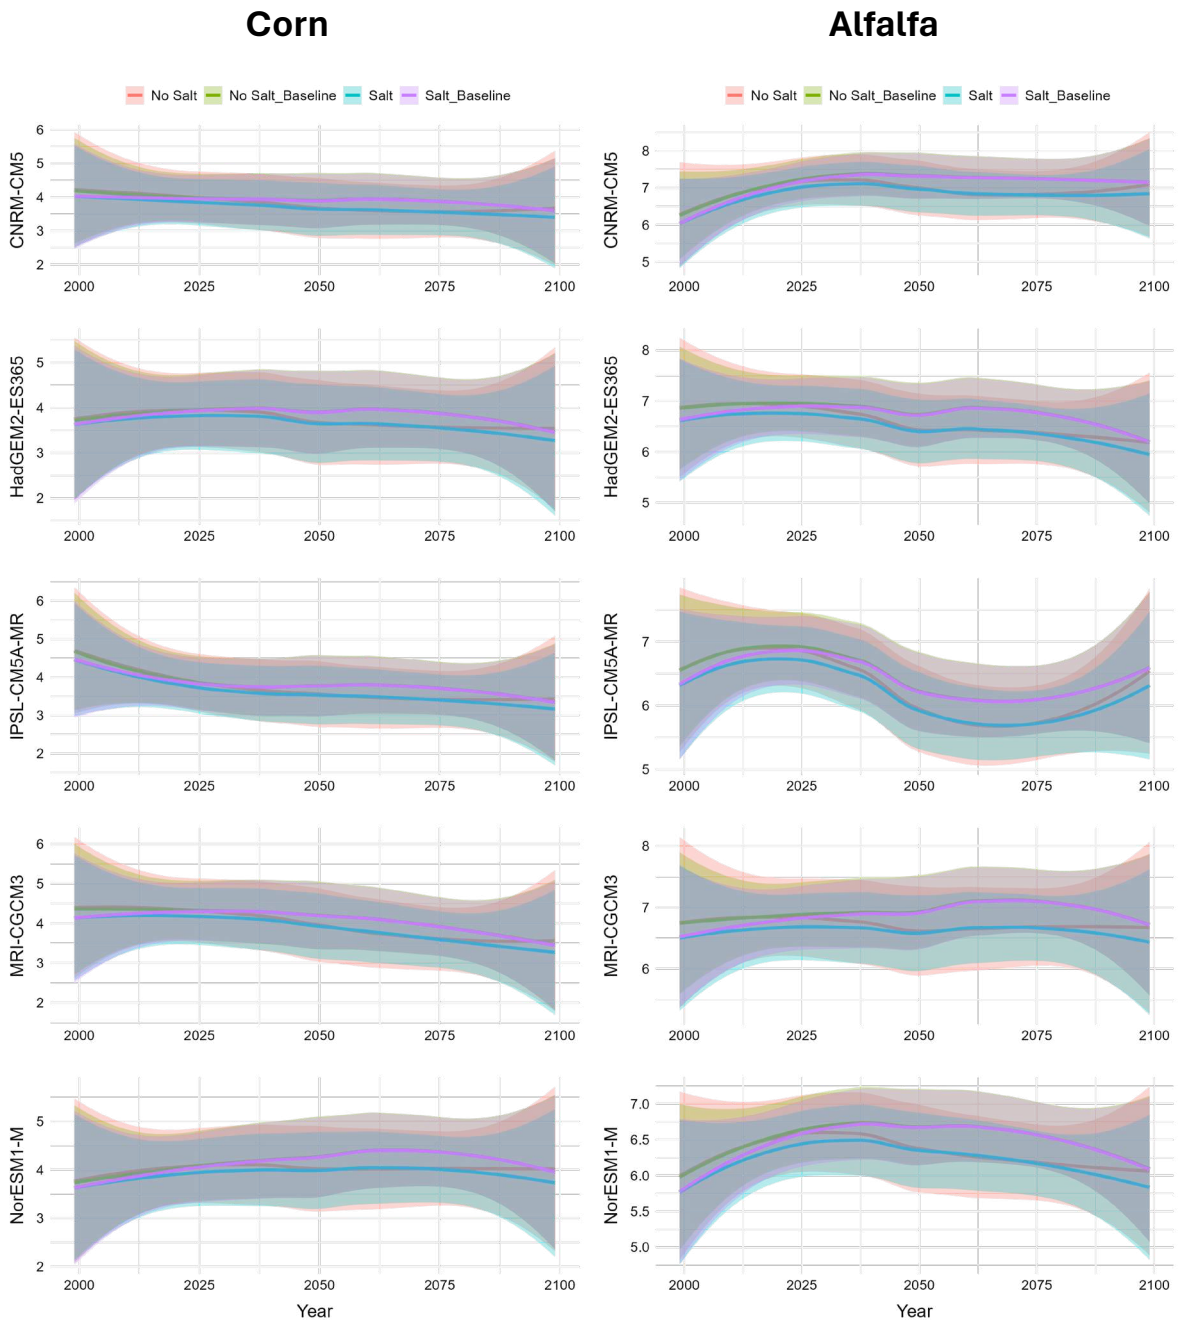 Corn Alfalfa
No Salt No Salt_Baseline Salt Salt_Baseline No Salt No Salt_Baseline Salt Salt_Baseline
CNRM-CM5 CNRM-CM5
6 8
5 7
4 6
3 5
2
2000 2025 2050 2075 2100 2000 2025 2050 2075 2100
HadGEM2-ES365 HadGEM2-ES365
5 8
4 7
3 6
2 5
2000 2025 2050 2075 2100 2000 2025 2050 2075 2100
IPSL-CM5A-MR IPSL-CM5A-MR
6 7
5 6
4 5
3
2
2000 2025 2050 2075 2100 2000 2025 2050 2075 2100
MRI-CGCM3 MRI-CGCM3
6 8
5 7
4 6
3
2
2000 2025 2050 2075 2100 2000 2025 2050 2075 2100
NorESM1-M NorESM1-M
5 7.0
4 6.5
3 6.0
2 5.5
5.0
2000 2025 2050 2075 2100 2000 2025 2050 2075 2100
Year Year